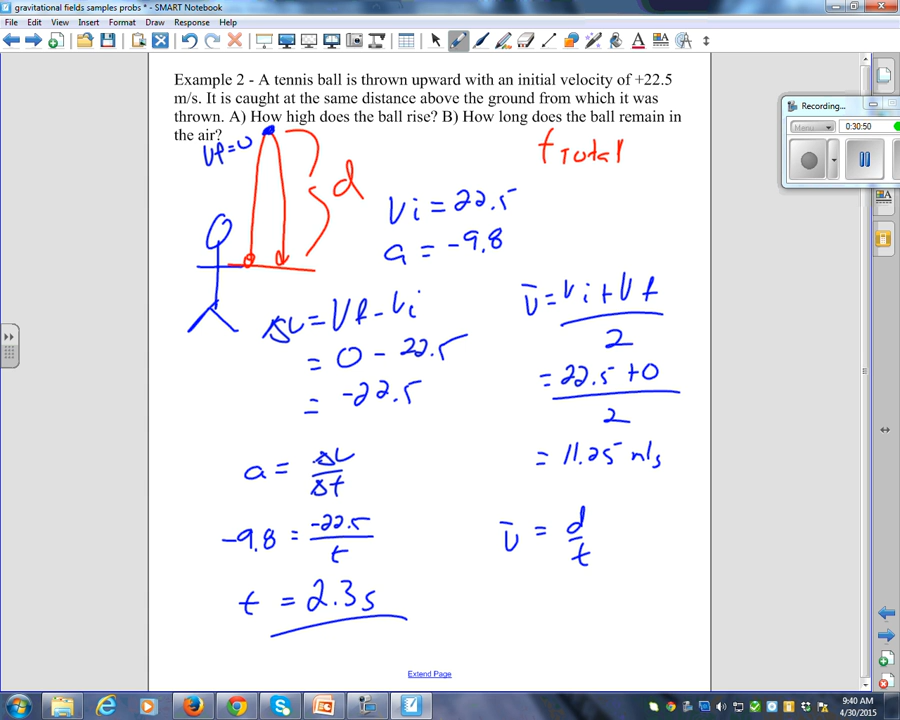 gravitational fields samples probs * - SMART Notebook
File Edit View Insert Format Draw Response Help
Recording...
Menu
0:30:50
Example 2 - A tennis ball is thrown upward with an initial velocity of +22.5
m/s. It is caught at the same distance above the ground from which it was
thrown. A) How high does the ball rise? B) How long does the ball remain in
the air?
Vf=0
t Total
d
Vi = 22.5
a = -9.8
Δv = Vf - Vi
= 0 - 22.5
= -22.5
a = Δv/Δt
-9.8 = -22.5/t
t = 2.3s
v̄ = Vi + Vf/2
= 22.5 + 0/2
= 11.25 m/s
v̄ = d/t
Extend Page
9:40 AM
4/30/2015